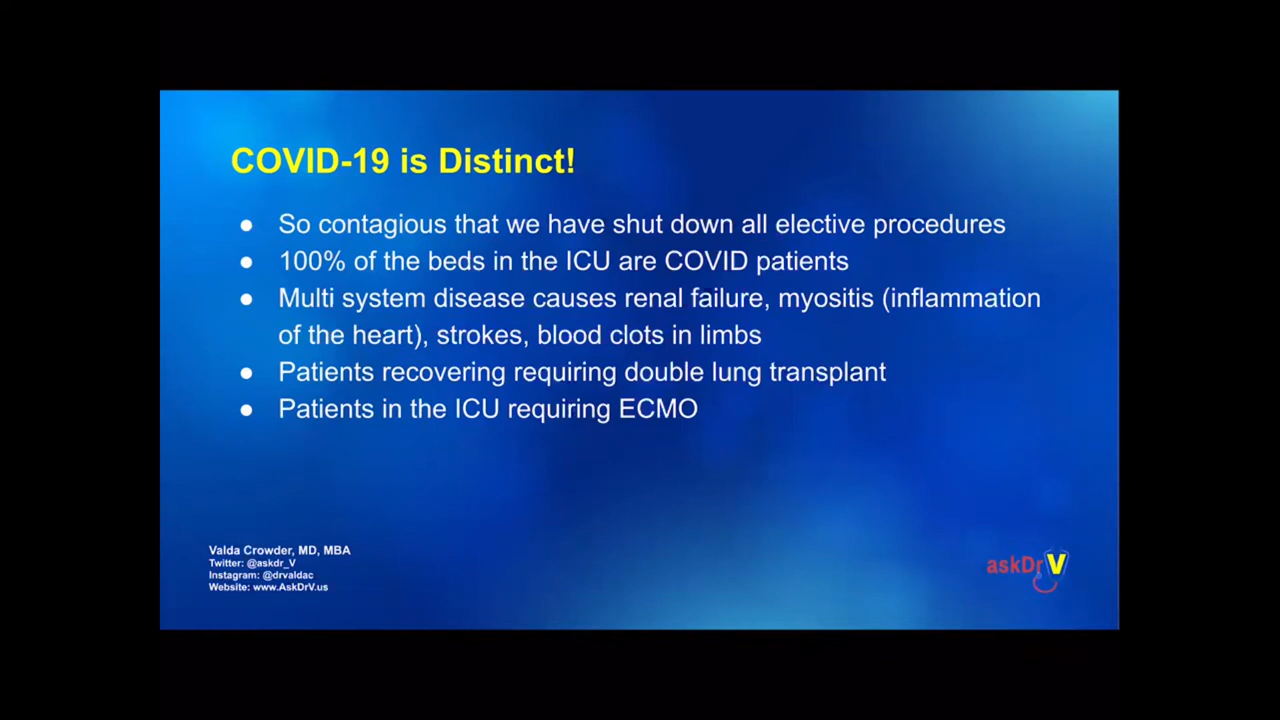 COVID-19 is Distinct!
● So contagious that we have shut down all elective procedures
● 100% of the beds in the ICU are COVID patients
● Multi system disease causes renal failure, myositis (inflammation
of the heart), strokes, blood clots in limbs
● Patients recovering requiring double lung transplant
● Patients in the ICU requiring ECMO
Valda Crowder, MD, MBA
Twitter: @askdr_V
Instagram: @drvaldac
Website: www.AskDrV.us
askDrV